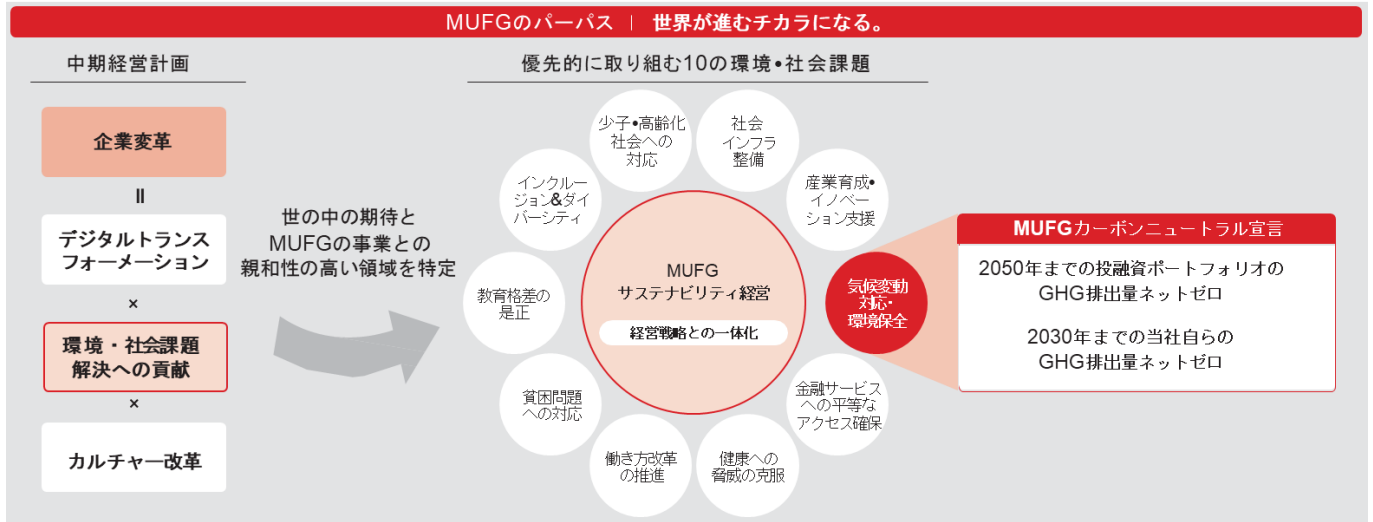 MUFGのパーパス | 世界が進むチカラになる。
中期経営計画
企業変革
=
デジタルトランス
フォーメーション
×
環境・社会課題
解決への貢献
×
カルチャー改革
世の中の期待と
MUFGの事業との
親和性の高い領域を特定
優先的に取り組む10の環境•社会課題
少子•高齢化
社会への
対応
社会
インフラ
整備
産業育成•
イノベー
ション支援
気候変動
対応・
環境保全
金融サービス
への平等な
アクセス確保
健康への
脅威の克服
働き方改革
の推進
貧困問題
への対応
教育格差の
是正
インクルー
ジョン&ダイ
バーシティ
MUFG
サステナビリティ経営
経営戦略との一体化
MUFGカーボンニュートラル宣言
2050年までの投融資ポートフォリオの
GHG排出量ネットゼロ
2030年までの当社自らの
GHG排出量ネットゼロ